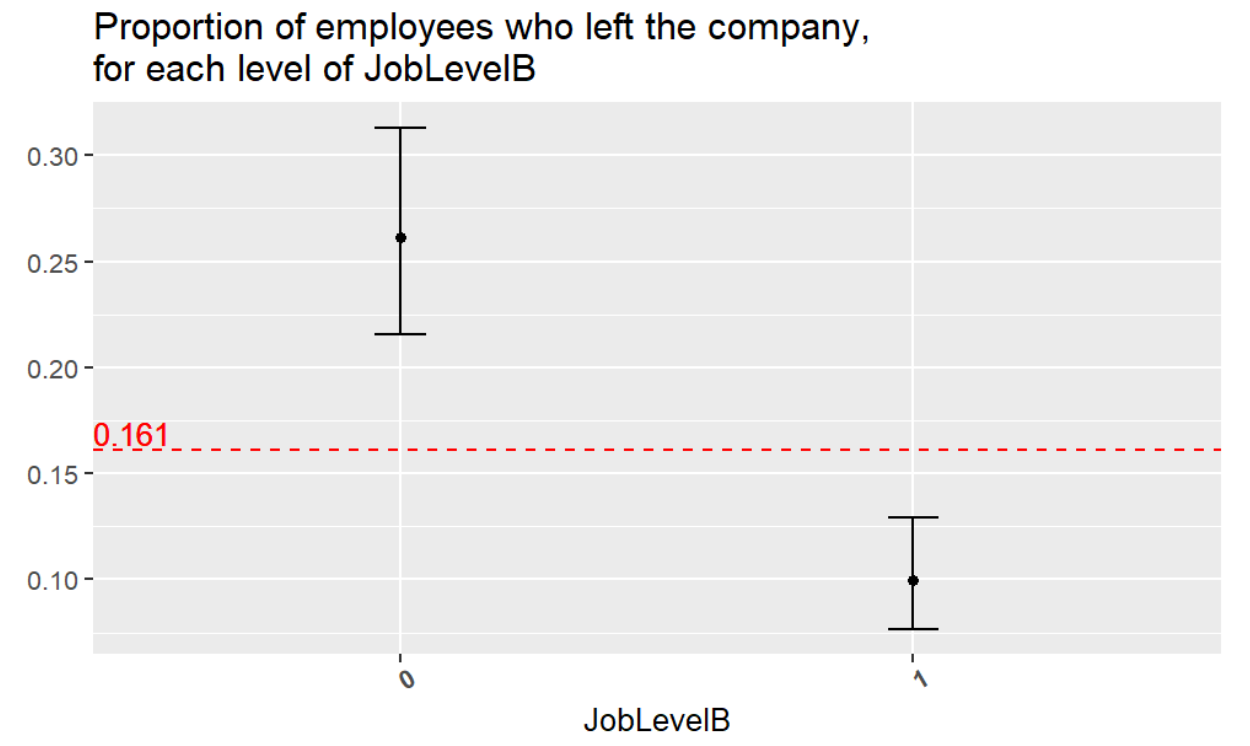 Proportion of employees who left the company,
for each level of JobLevelB
0.30
0.25
0.20
0.161
0.15
0.10
0
1
JobLevelB